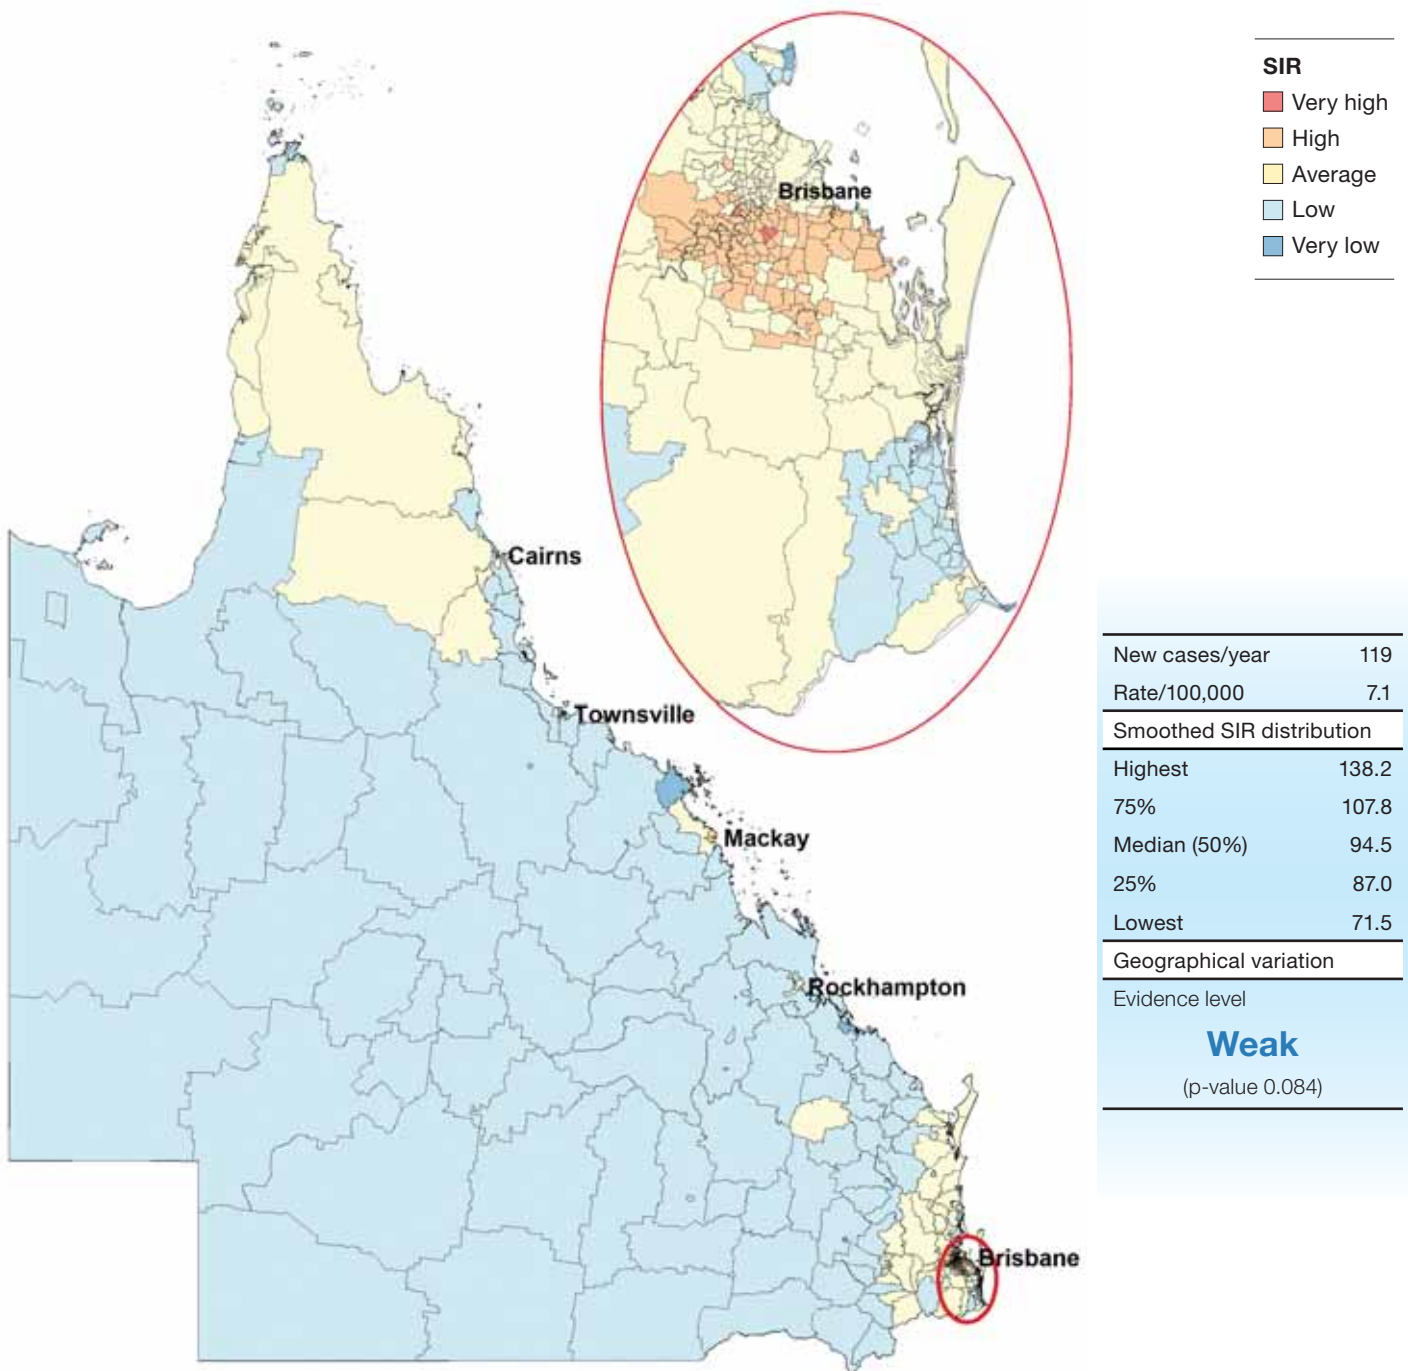 SIR
Very high
High
Average
Low
Very low
Brisbane
Cairns
Townsville
Mackay
Rockhampton
Brisbane
New cases/year 119
Rate/100,000 7.1
Smoothed SIR distribution
Highest 138.2
75% 107.8
Median (50%) 94.5
25% 87.0
Lowest 71.5
Geographical variation
Evidence level
Weak
(p-value 0.084)